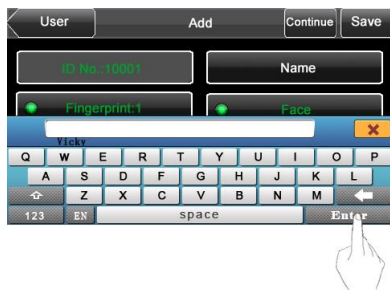 User Add Continue Save
ID No.:10001 Name
Fingerprint:1 Face
Vicky
Q W E R T Y U I O P
A S D F G H J K L
Z X C V B N M
123 EN space Enter